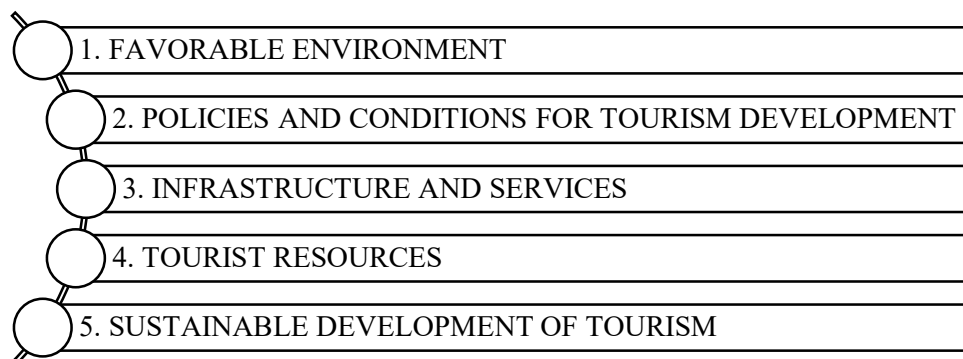 1. FAVORABLE ENVIRONMENT
2. POLICIES AND CONDITIONS FOR TOURISM DEVELOPMENT
3. INFRASTRUCTURE AND SERVICES
4. TOURIST RESOURCES
5. SUSTAINABLE DEVELOPMENT OF TOURISM